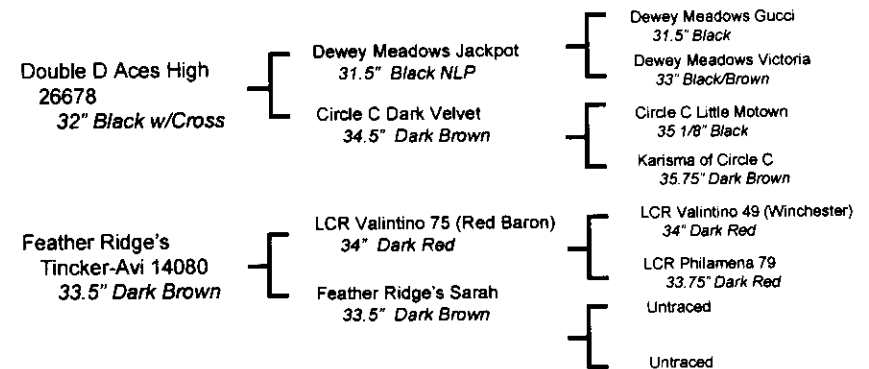 Double D Aces High
26678
32" Black w/Cross
Dewey Meadows Jackpot
31.5" Black NLP
Dewey Meadows Gucci
31.5" Black
Dewey Meadows Victoria
33" Black/Brown
Circle C Dark Velvet
34.5" Dark Brown
Circle C Little Motown
35 1/8" Black
Karisma of Circle C
35.75" Dark Brown
Feather Ridge's
Tincker-Avi 14080
33.5" Dark Brown
LCR Valintino 75 (Red Baron)
34" Dark Red
LCR Valintino 49 (Winchester)
34" Dark Red
LCR Philamena 79
33.75" Dark Red
Feather Ridge's Sarah
33.5" Dark Brown
Untraced
Untraced